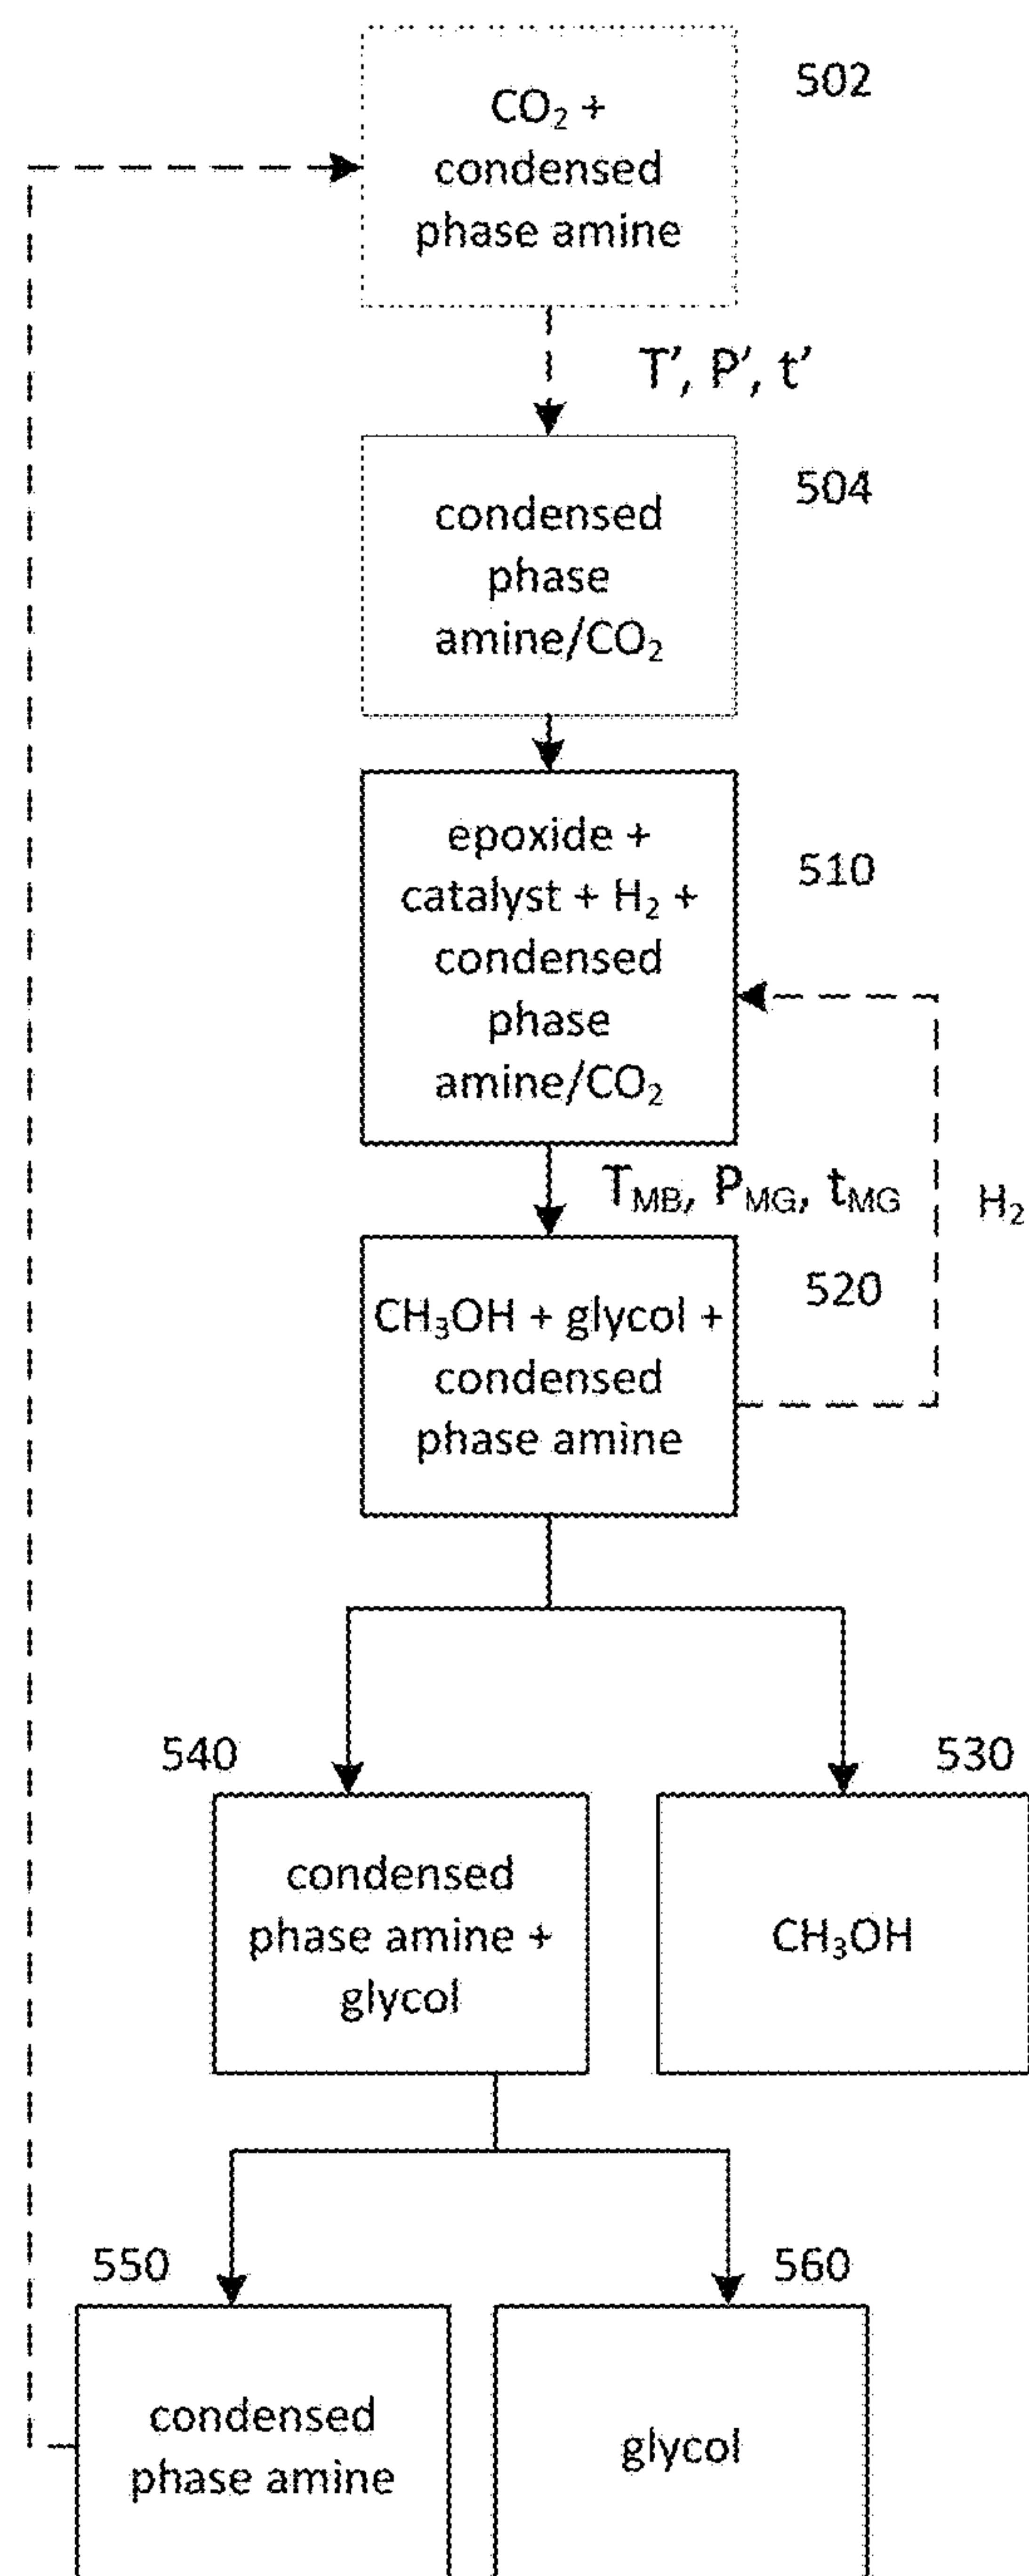 CO₂ +
condensed
phase amine
502
T’, P’, t’
condensed
phase
amine/CO₂
504
epoxide +
catalyst + H₂ +
condensed
phase
amine/CO₂
510
T_MB, P_MG, t_MG
H₂
520
CH₃OH + glycol +
condensed
phase amine
540
530
condensed
phase amine +
glycol
CH₃OH
550
560
condensed
phase amine
glycol